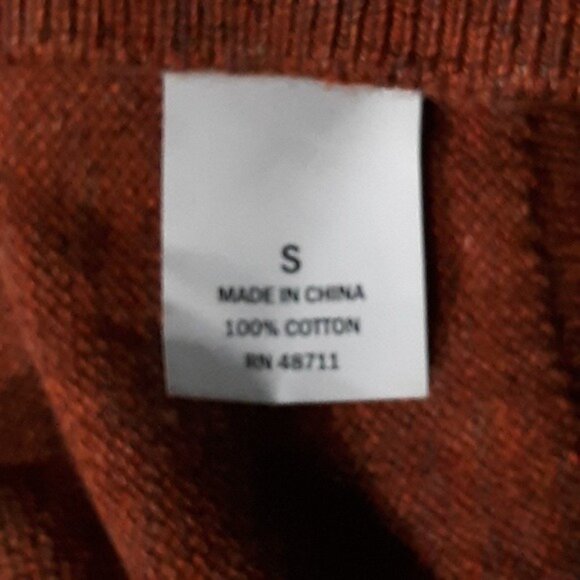 S
MADE IN CHINA
100% COTTON
RN 48711